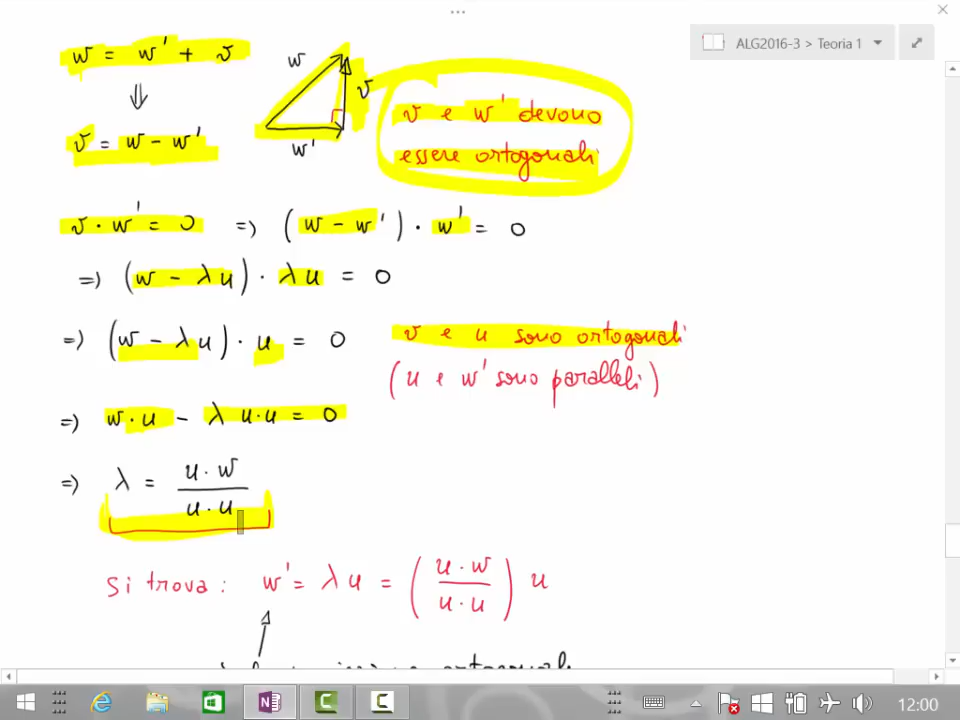 ALG2016-3 > Teoria 1
w = w' + v
⇓
v = w - w'
w
v
w'
v e w' devono
essere ortogonali
v · w' = 0 => (w - w') · w' = 0
=> (w - λu) · λu = 0
=> (w - λu) · u = 0
v e u sono ortogonali
(u e w' sono paralleli)
=> w·u - λ u·u = 0
=> λ = u·w / u·u
Si trova: w' = λu = (u·w / u·u) u
12:00